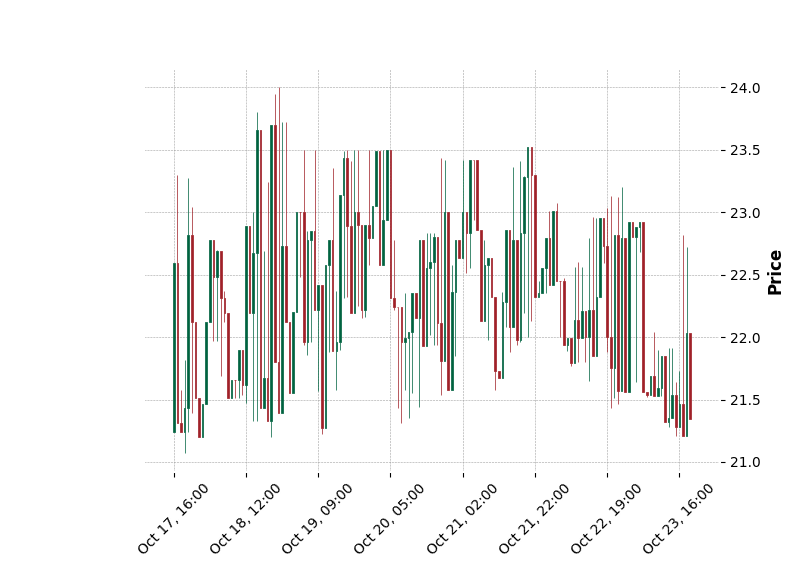 24.0
23.5
23.0
22.5
22.0
21.5
21.0
Price
Oct 17, 16:00
Oct 18, 12:00
Oct 19, 09:00
Oct 20, 05:00
Oct 21, 02:00
Oct 21, 22:00
Oct 22, 19:00
Oct 23, 16:00